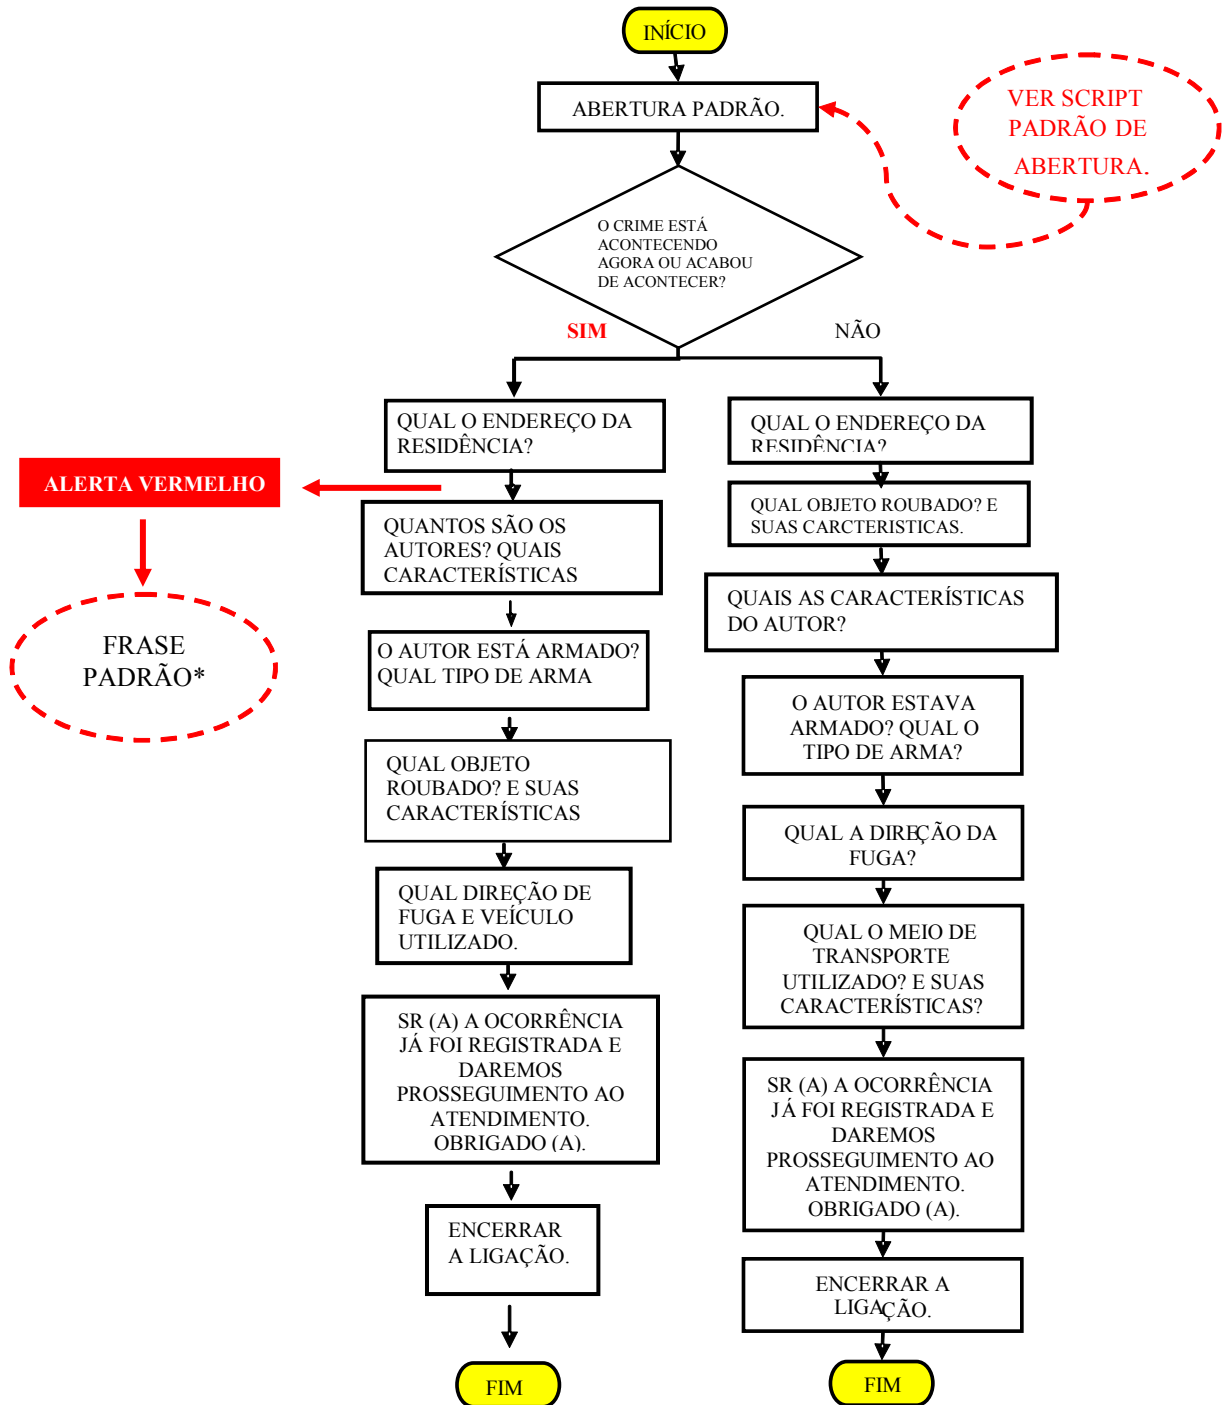 INÍCIO
ABERTURA PADRÃO.
VER SCRIPT
PADRÃO DE
ABERTURA.
O CRIME ESTÁ
ACONTECENDO
AGORA OU ACABOU
DE ACONTECER?
SIM
NÃO
QUAL O ENDEREÇO DA
RESIDÊNCIA?
ALERTA VERMELHO
FRASE
PADRÃO*
QUANTOS SÃO OS
AUTORES? QUAIS
CARACTERÍSTICAS
O AUTOR ESTÁ ARMADO?
QUAL TIPO DE ARMA
QUAL OBJETO
ROUBADO? E SUAS
CARACTERÍSTICAS
QUAL DIREÇÃO DE
FUGA E VEÍCULO
UTILIZADO.
SR (A) A OCORRÊNCIA
JÁ FOI REGISTRADA E
DAREMOS
PROSSEGUIMENTO AO
ATENDIMENTO.
OBRIGADO (A).
ENCERRAR
A LIGAÇÃO.
FIM
QUAL O ENDEREÇO DA
RESIDÊNCIA?
QUAL OBJETO ROUBADO? E
SUAS CARCTERISTICAS.
QUAIS AS CARACTERÍSTICAS
DO AUTOR?
O AUTOR ESTAVA
ARMADO? QUAL O
TIPO DE ARMA?
QUAL A DIREÇÃO DA
FUGA?
QUAL O MEIO DE
TRANSPORTE
UTILIZADO? E SUAS
CARACTERÍSTICAS?
SR (A) A OCORRÊNCIA
JÁ FOI REGISTRADA E
DAREMOS
PROSSEGUIMENTO AO
ATENDIMENTO.
OBRIGADO (A).
ENCERRAR A
LIGAÇÃO.
FIM